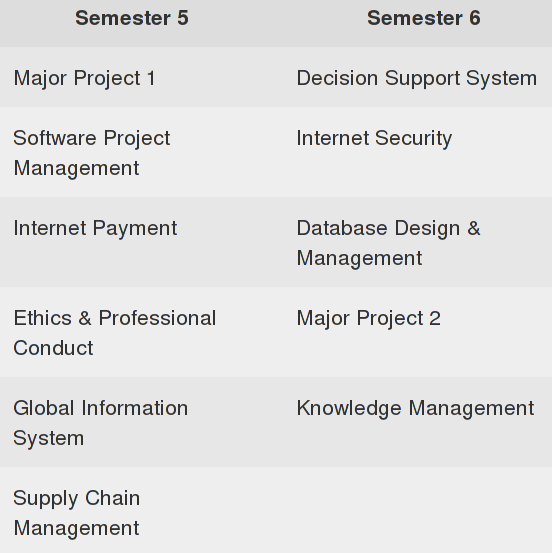 Semester 5 Semester 6
Major Project 1 Decision Support System
Software Project
Management
Internet Security
Internet Payment
Database Design &
Management
Ethics & Professional
Conduct
Major Project 2
Global Information
System
Knowledge Management
Supply Chain
Management